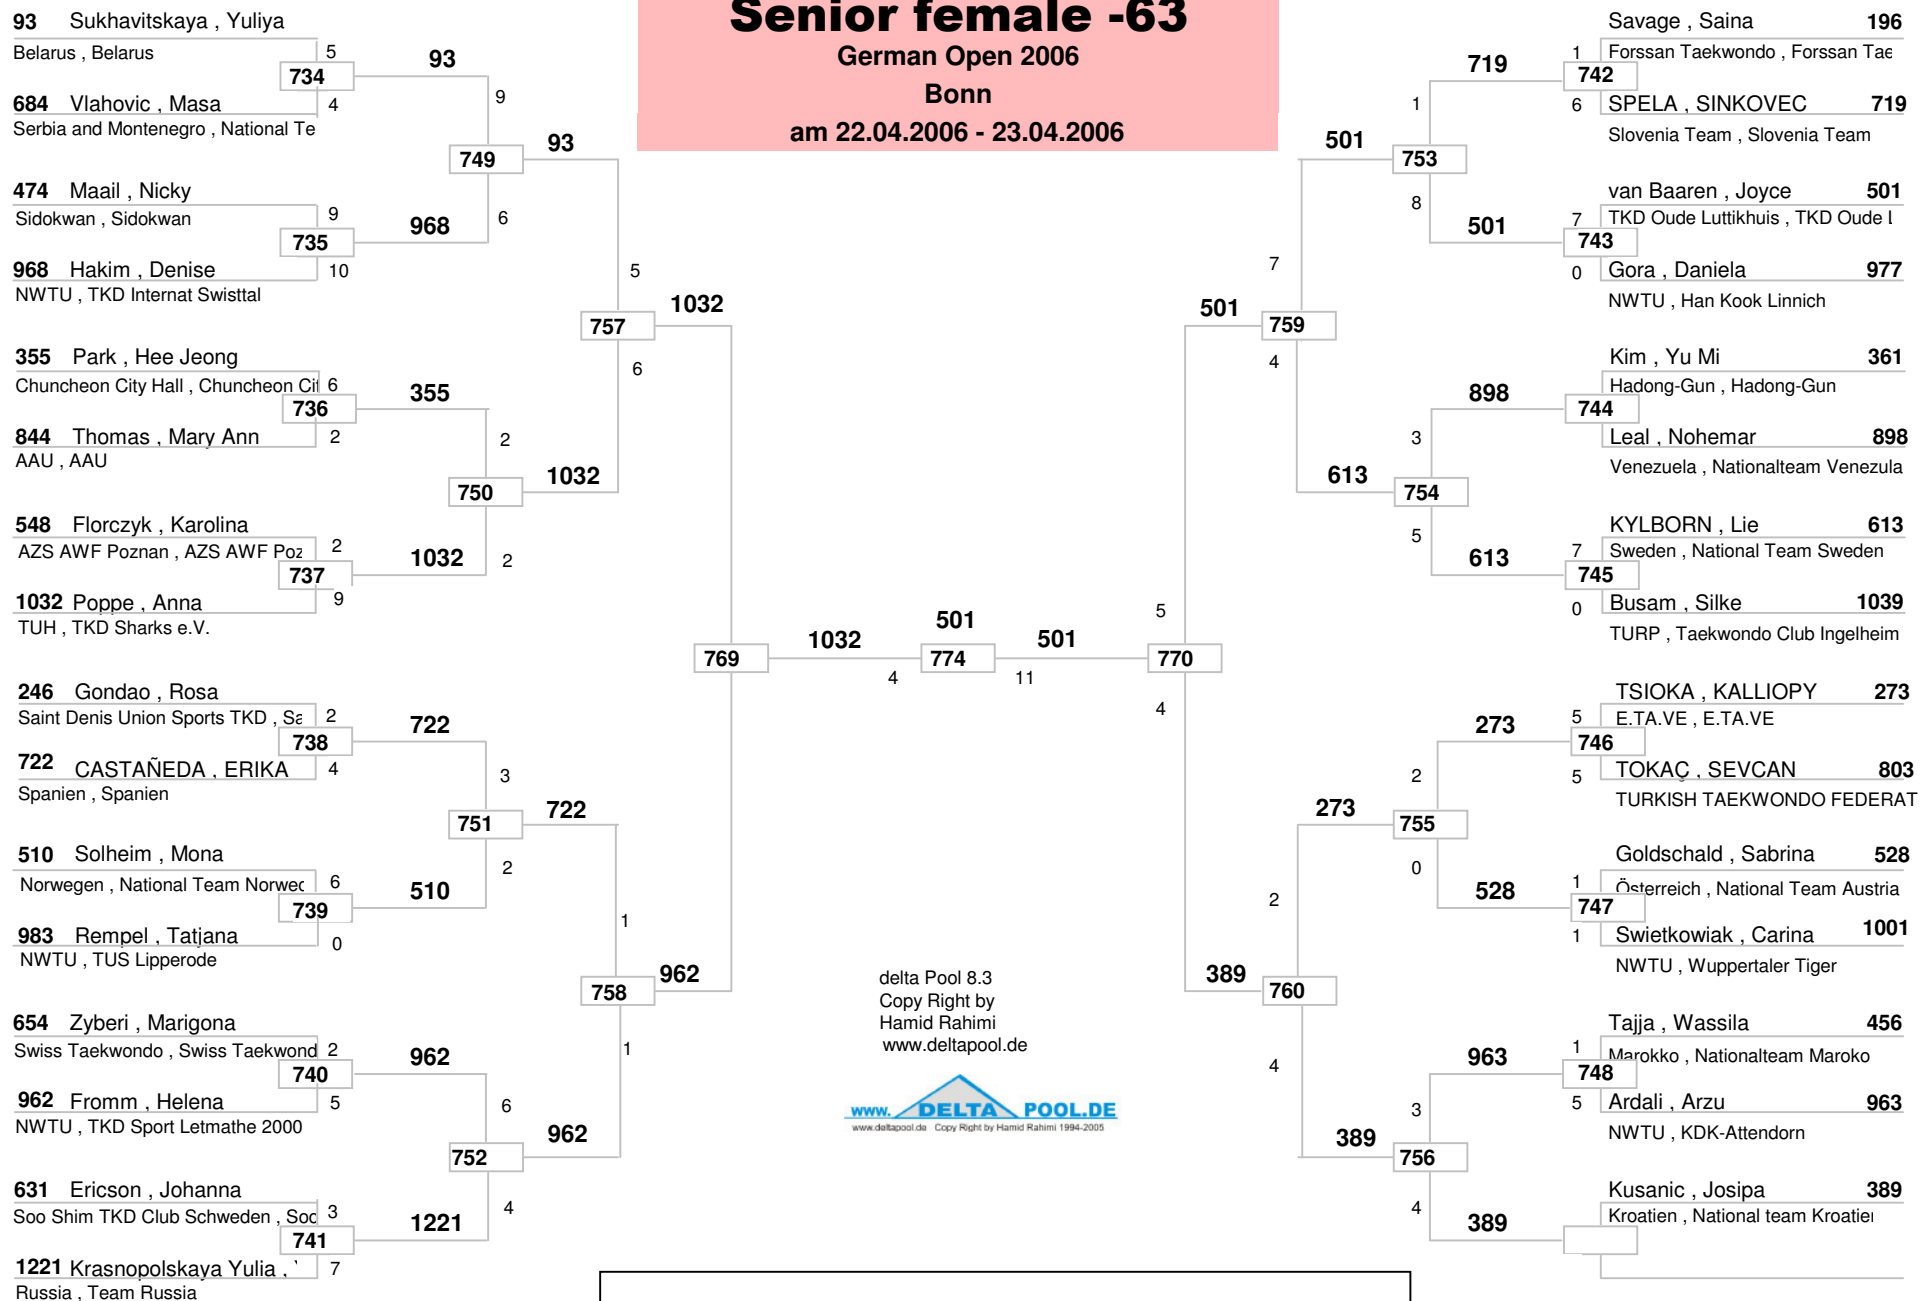 Senior female -63
German Open 2006
Bonn
am 22.04.2006 - 23.04.2006
93 Sukhavitskaya , Yuliya
Belarus , Belarus
5
734
93
684 Vlahovic , Masa
4
Serbia and Montenegro , National Te
9
749
93
474 Maail , Nicky
Sidokwan , Sidokwan
9
735
968
6
968 Hakim , Denise
10
NWTU , TKD Internat Swisttal
5
757
1032
355 Park , Hee Jeong
Chuncheon City Hall , Chuncheon Cit
6
736
355
6
844 Thomas , Mary Ann
2
AAU , AAU
2
750
1032
548 Florczyk , Karolina
AZS AWF Poznan , AZS AWF Poz
2
737
1032
2
1032 Poppe , Anna
9
TUH , TKD Sharks e.V.
769
1032
4
774
501
501
11
770
246 Gondao , Rosa
Saint Denis Union Sports TKD , Sa
2
738
722
722 CASTAÑEDA , ERIKA
4
Spanien , Spanien
3
751
722
510 Solheim , Mona
Norwegen , National Team Norweg
6
739
510
2
983 Rempel , Tatjana
0
NWTU , TUS Lipperode
1
758
962
654 Zyberi , Marigona
Swiss Taekwondo , Swiss Taekwond
2
740
962
1
962 Fromm , Helena
5
NWTU , TKD Sport Letmathe 2000
6
752
962
631 Ericson , Johanna
Soo Shim TKD Club Schweden , Soo
3
741
1221
4
1221 Krasnopolskaya Yulia ,
7
Russia , Team Russia
Savage , Saina 196
1
Forssan Taekwondo , Forssan Tae
719
742
6
SPELA , SINKOVEC 719
Slovenia Team , Slovenia Team
1
501
753
8
van Baaren , Joyce 501
7
TKD Oude Luttikhuis , TKD Oude L
501
743
0
Gora , Daniela 977
NWTU , Han Kook Linnich
7
501
759
4
Kim , Yu Mi 361
Hadong-Gun , Hadong-Gun
898
744
Leal , Nohemar 898
Venezuela , Nationalteam Venezula
3
613
754
5
KYLBORN , Lie 613
7
Sweden , National Team Sweden
613
745
0
Busam , Silke 1039
TURP , Taekwondo Club Ingelheim
5
4
TSIOKA , KALLIOPY 273
5
E.TA.VE , E.TA.VE
273
746
5
TOKAÇ , SEVCAN 803
TURKISH TAEKWONDO FEDERAT
2
273
755
0
Goldschald , Sabrina 528
1
Österreich , National Team Austria
528
747
1
Swietkowiak , Carina 1001
NWTU , Wuppertaler Tiger
2
389
760
4
Tajja , Wassila 456
1
Marokko , Nationalteam Maroko
963
748
5
Ardali , Arzu 963
NWTU , KDK-Attendorn
3
389
756
4
Kusanic , Josipa 389
Kroatien , National team Kroatien
389
delta Pool 8.3
Copy Right by
Hamid Rahimi
www.deltapool.de
www. DELTA POOL.DE
www.deltapool.de Copy Right by Hamid Rahimi 1994-2005